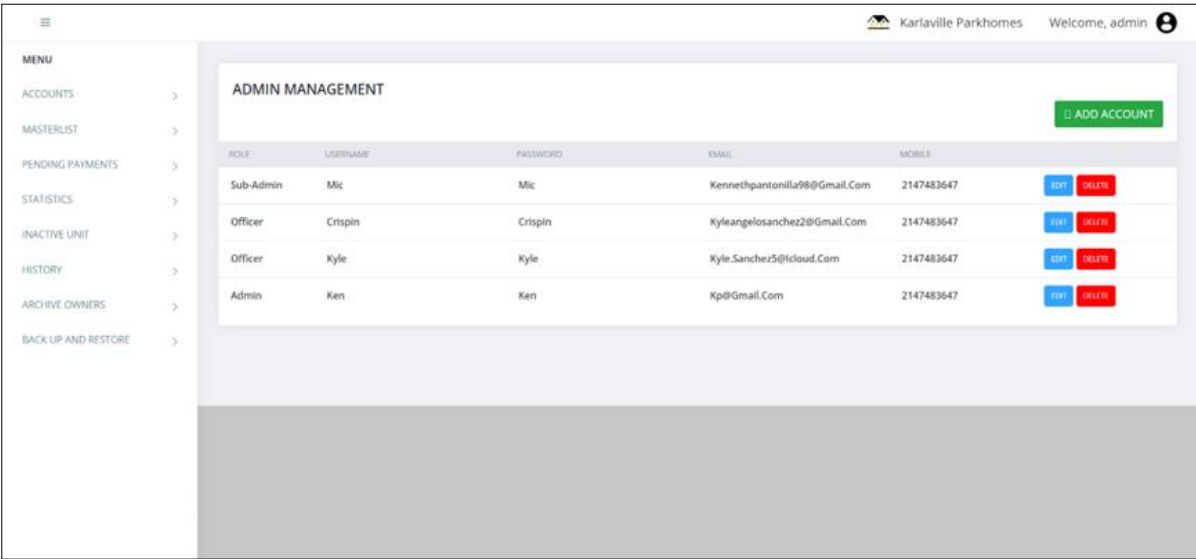 Karlaville Parkhomes Welcome, admin
MENU
ACCOUNTS
MASTERLIST
PENDING PAYMENTS
STATISTICS
INACTIVE UNIT
HISTORY
ARCHIVE OWNERS
BACK UP AND RESTORE
ADMIN MANAGEMENT
ADD ACCOUNT
ROLE USERNAME PASSWORD EMAIL MOBILE
Sub-Admin Mic Mic Kennethpantonilla98@Gmail.Com 2147483647 EDIT DELETE
Officer Crispin Crispin Kyleangelosanchez2@Gmail.Com 2147483647 EDIT DELETE
Officer Kyle Kyle Kyle.Sanchez5@Icloud.Com 2147483647 EDIT DELETE
Admin Ken Ken Kp@Gmail.Com 2147483647 EDIT DELETE